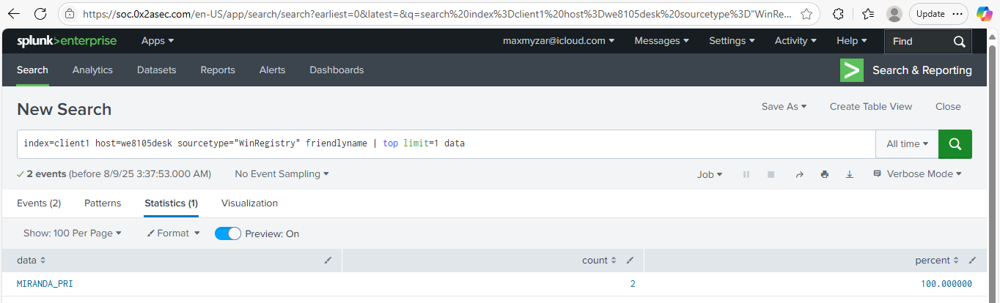 https://soc.0x2asec.com/en-US/app/search/search?earliest=0&latest=&q=search%20index%3Dclient1%20host%3Dwe8105desk%20sourcetype%3D"WinRe... Update
splunk>enterprise Apps maxmyzar@icloud.com Messages Settings Activity Help Find
Search Analytics Datasets Reports Alerts Dashboards > Search & Reporting
New Search Save As Create Table View Close
index=client1 host=we8105desk sourcetype="WinRegistry" friendlyname | top limit=1 data All time
2 events (before 8/9/25 3:37:53.000 AM) No Event Sampling Job Verbose Mode
Events (2) Patterns Statistics (1) Visualization
Show: 100 Per Page Format Preview: On
data count percent
MIRANDA_PRI 2 100.000000